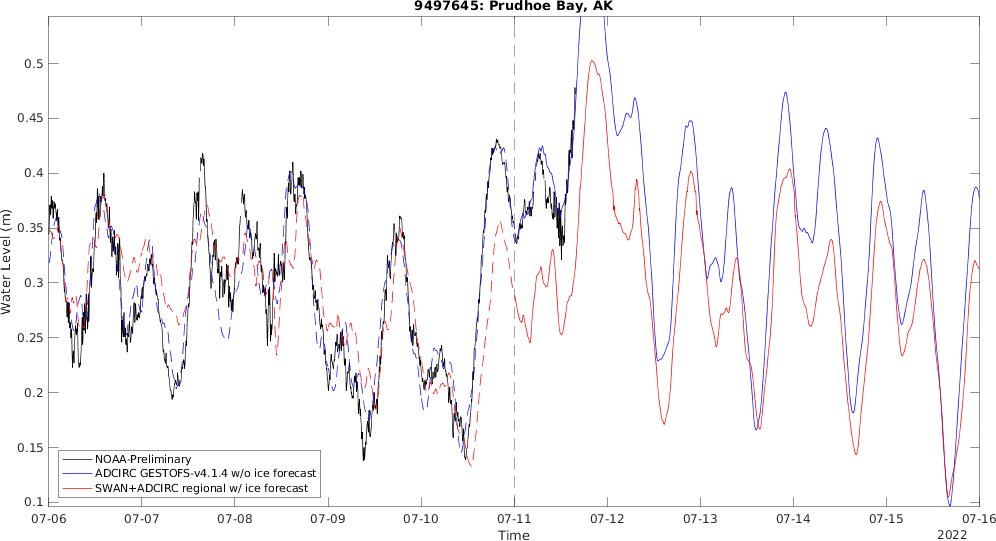 9497645: Prudhoe Bay, AK
Water Level (m)
0.5
0.45
0.4
0.35
0.3
0.25
0.2
0.15
0.1
NOAA-Preliminary
ADCIRC GESTOFS-v4.1.4 w/o ice forecast
SWAN+ADCIRC regional w/ ice forecast
07-06 07-07 07-08 07-09 07-10 07-11 07-12 07-13 07-14 07-15 07-16
Time
2022